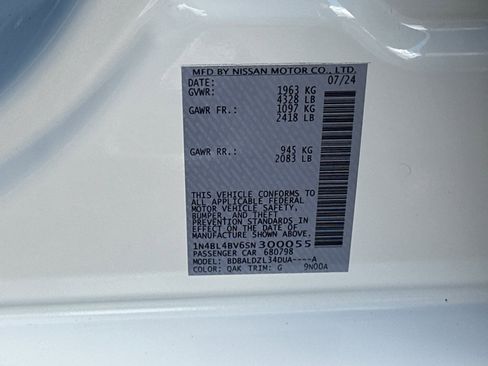 MFD BY NISSAN MOTOR CO., LTD.
DATE: 07/24
GVWR: 1963 KG
4328 LB
GAWR FR.: 1097 KG
2418 LB
GAWR RR.: 945 KG
2083 LB
THIS VEHICLE CONFORMS TO
ALL APPLICABLE FEDERAL
MOTOR VEHICLE SAFETY,
BUMPER, AND THEFT
PREVENTION STANDARDS IN
EFFECT ON THE DATE OF
MANUFACTURE SHOWN ABOVE.
1N4BL4BV6SN300055
PASSENGER CAR 680798
MODEL: BDBALDZL34DUA----A
COLOR: QAK TRIM: G 9N00A